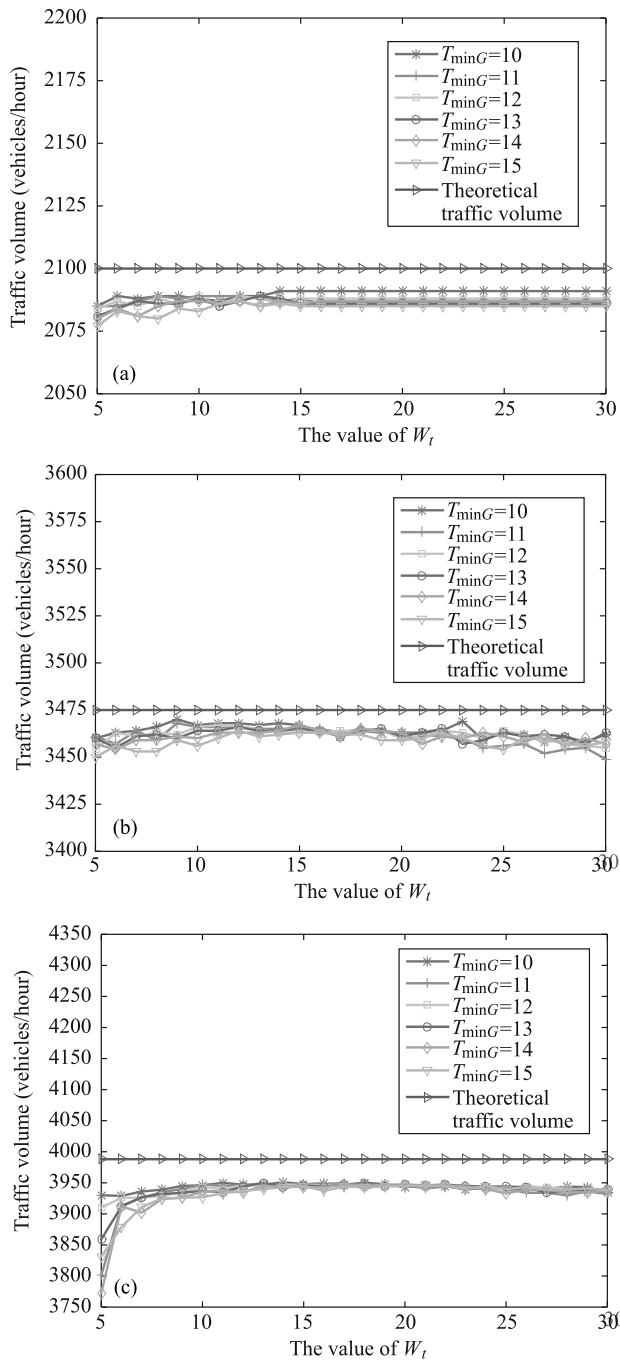 2200
2175
2150
2125
2100
2075
2050
Traffic volume (vehicles/hour)
TminG=10
TminG=11
TminG=12
TminG=13
TminG=14
TminG=15
Theoretical
traffic volume
(a)
5 10 15 20 25 30
The value of Wt
3600
3575
3550
3525
3500
3475
3450
3425
3400
Traffic volume (vehicles/hour)
TminG=10
TminG=11
TminG=12
TminG=13
TminG=14
TminG=15
Theoretical
traffic volume
(b)
5 10 15 20 25 30
The value of Wt
4350
4300
4250
4200
4150
4100
4050
4000
3950
3900
3850
3800
3750
Traffic volume (vehicles/hour)
TminG=10
TminG=11
TminG=12
TminG=13
TminG=14
TminG=15
Theoretical
traffic volume
(c)
5 10 15 20 25 30
The value of Wt